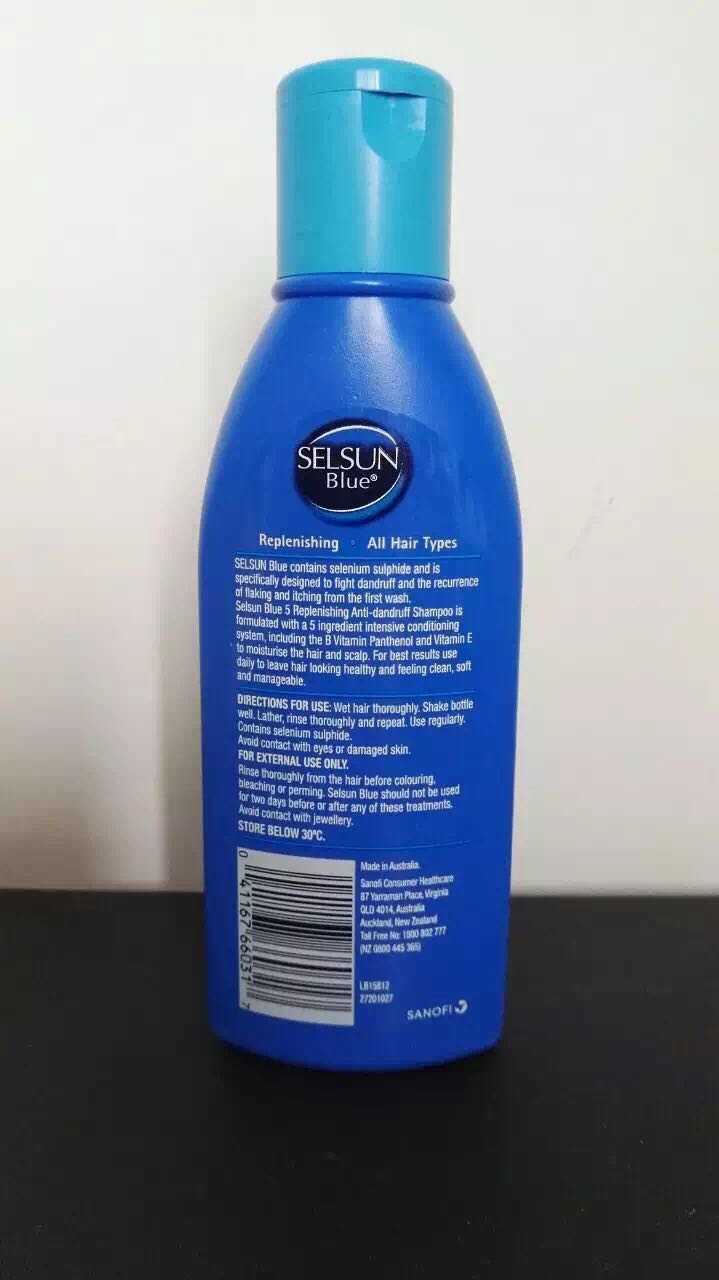 SELSUN
Blue®
Replenishing • All Hair Types
SELSUN Blue contains selenium sulphide and is
specifically designed to fight dandruff and the recurrence
of flaking and itching from the first wash.
Selsun Blue 5 Replenishing Anti-dandruff Shampoo is
formulated with a 5 ingredient intensive conditioning
system, including the B Vitamin Panthenol and Vitamin E
to moisturise the hair and scalp. For best results use
daily to leave hair looking healthy and feeling clean, soft
and manageable.
DIRECTIONS FOR USE: Wet hair thoroughly. Shake bottle
well. Lather, rinse thoroughly and repeat. Use regularly.
Contains selenium sulphide.
Avoid contact with eyes or damaged skin.
FOR EXTERNAL USE ONLY.
Rinse thoroughly from the hair before colouring,
bleaching or perming. Selsun Blue should not be used
for two days before or after any of these treatments.
Avoid contact with jewellery.
STORE BELOW 30°C.
0 41167 66031 7
Made in Australia.
Sanofi Consumer Healthcare
87 Yarraman Place, Virginia
QLD 4014, Australia
Auckland, New Zealand
Toll Free No: 1800 802 777
(NZ 0800 445 365)
LB15812
27201027
SANOFI